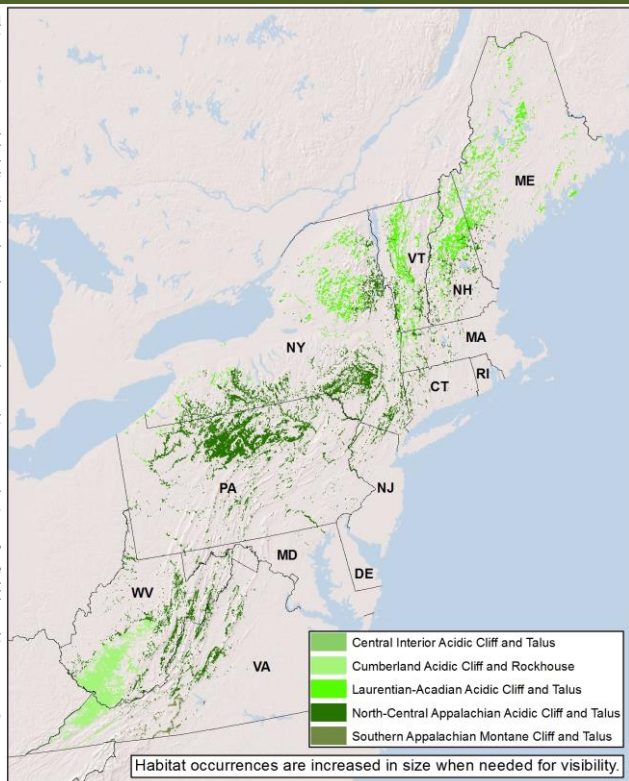 ME
VT
NH
NY
MA
CT
RI
PA
NJ
MD
DE
WV
VA
Central Interior Acidic Cliff and Talus
Cumberland Acidic Cliff and Rockhouse
Laurentian-Acadian Acidic Cliff and Talus
North-Central Appalachian Acidic Cliff and Talus
Southern Appalachian Montane Cliff and Talus
Habitat occurrences are increased in size when needed for visibility.